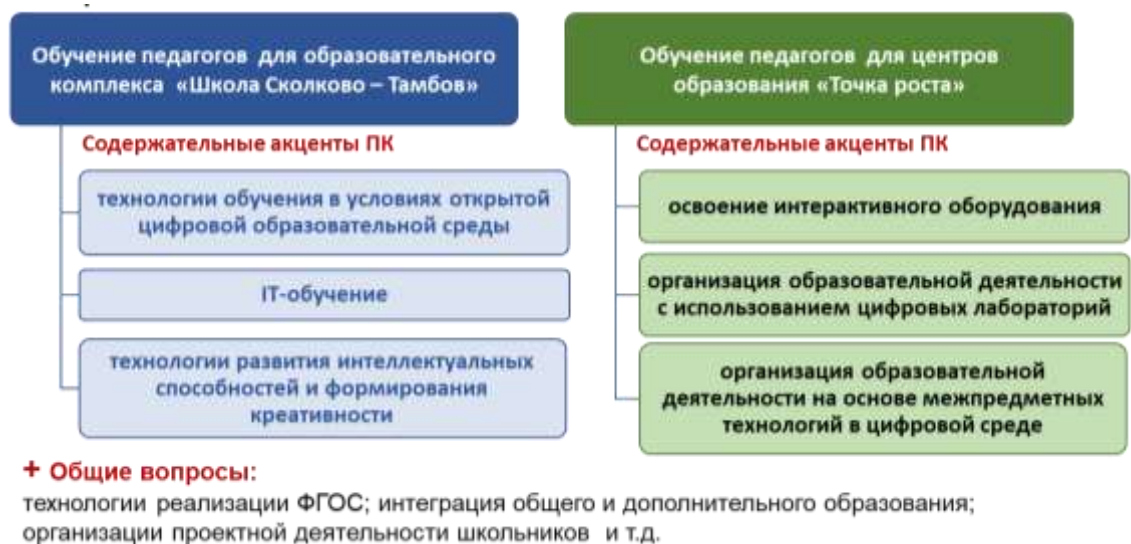 Обучение педагогов для образовательного
комплекса «Школа Сколково – Тамбов»
Содержательные акценты ПК
технологии обучения в условиях открытой
цифровой образовательной среды
IT-обучение
технологии развития интеллектуальных
способностей и формирования
креативности
Обучение педагогов для центров
образования «Точка роста»
Содержательные акценты ПК
освоение интерактивного оборудования
организация образовательной деятельности
с использованием цифровых лабораторий
организация образовательной
деятельности на основе межпредметных
технологий в цифровой среде
+ Общие вопросы:
технологии реализации ФГОС; интеграция общего и дополнительного образования;
организации проектной деятельности школьников и т.д.